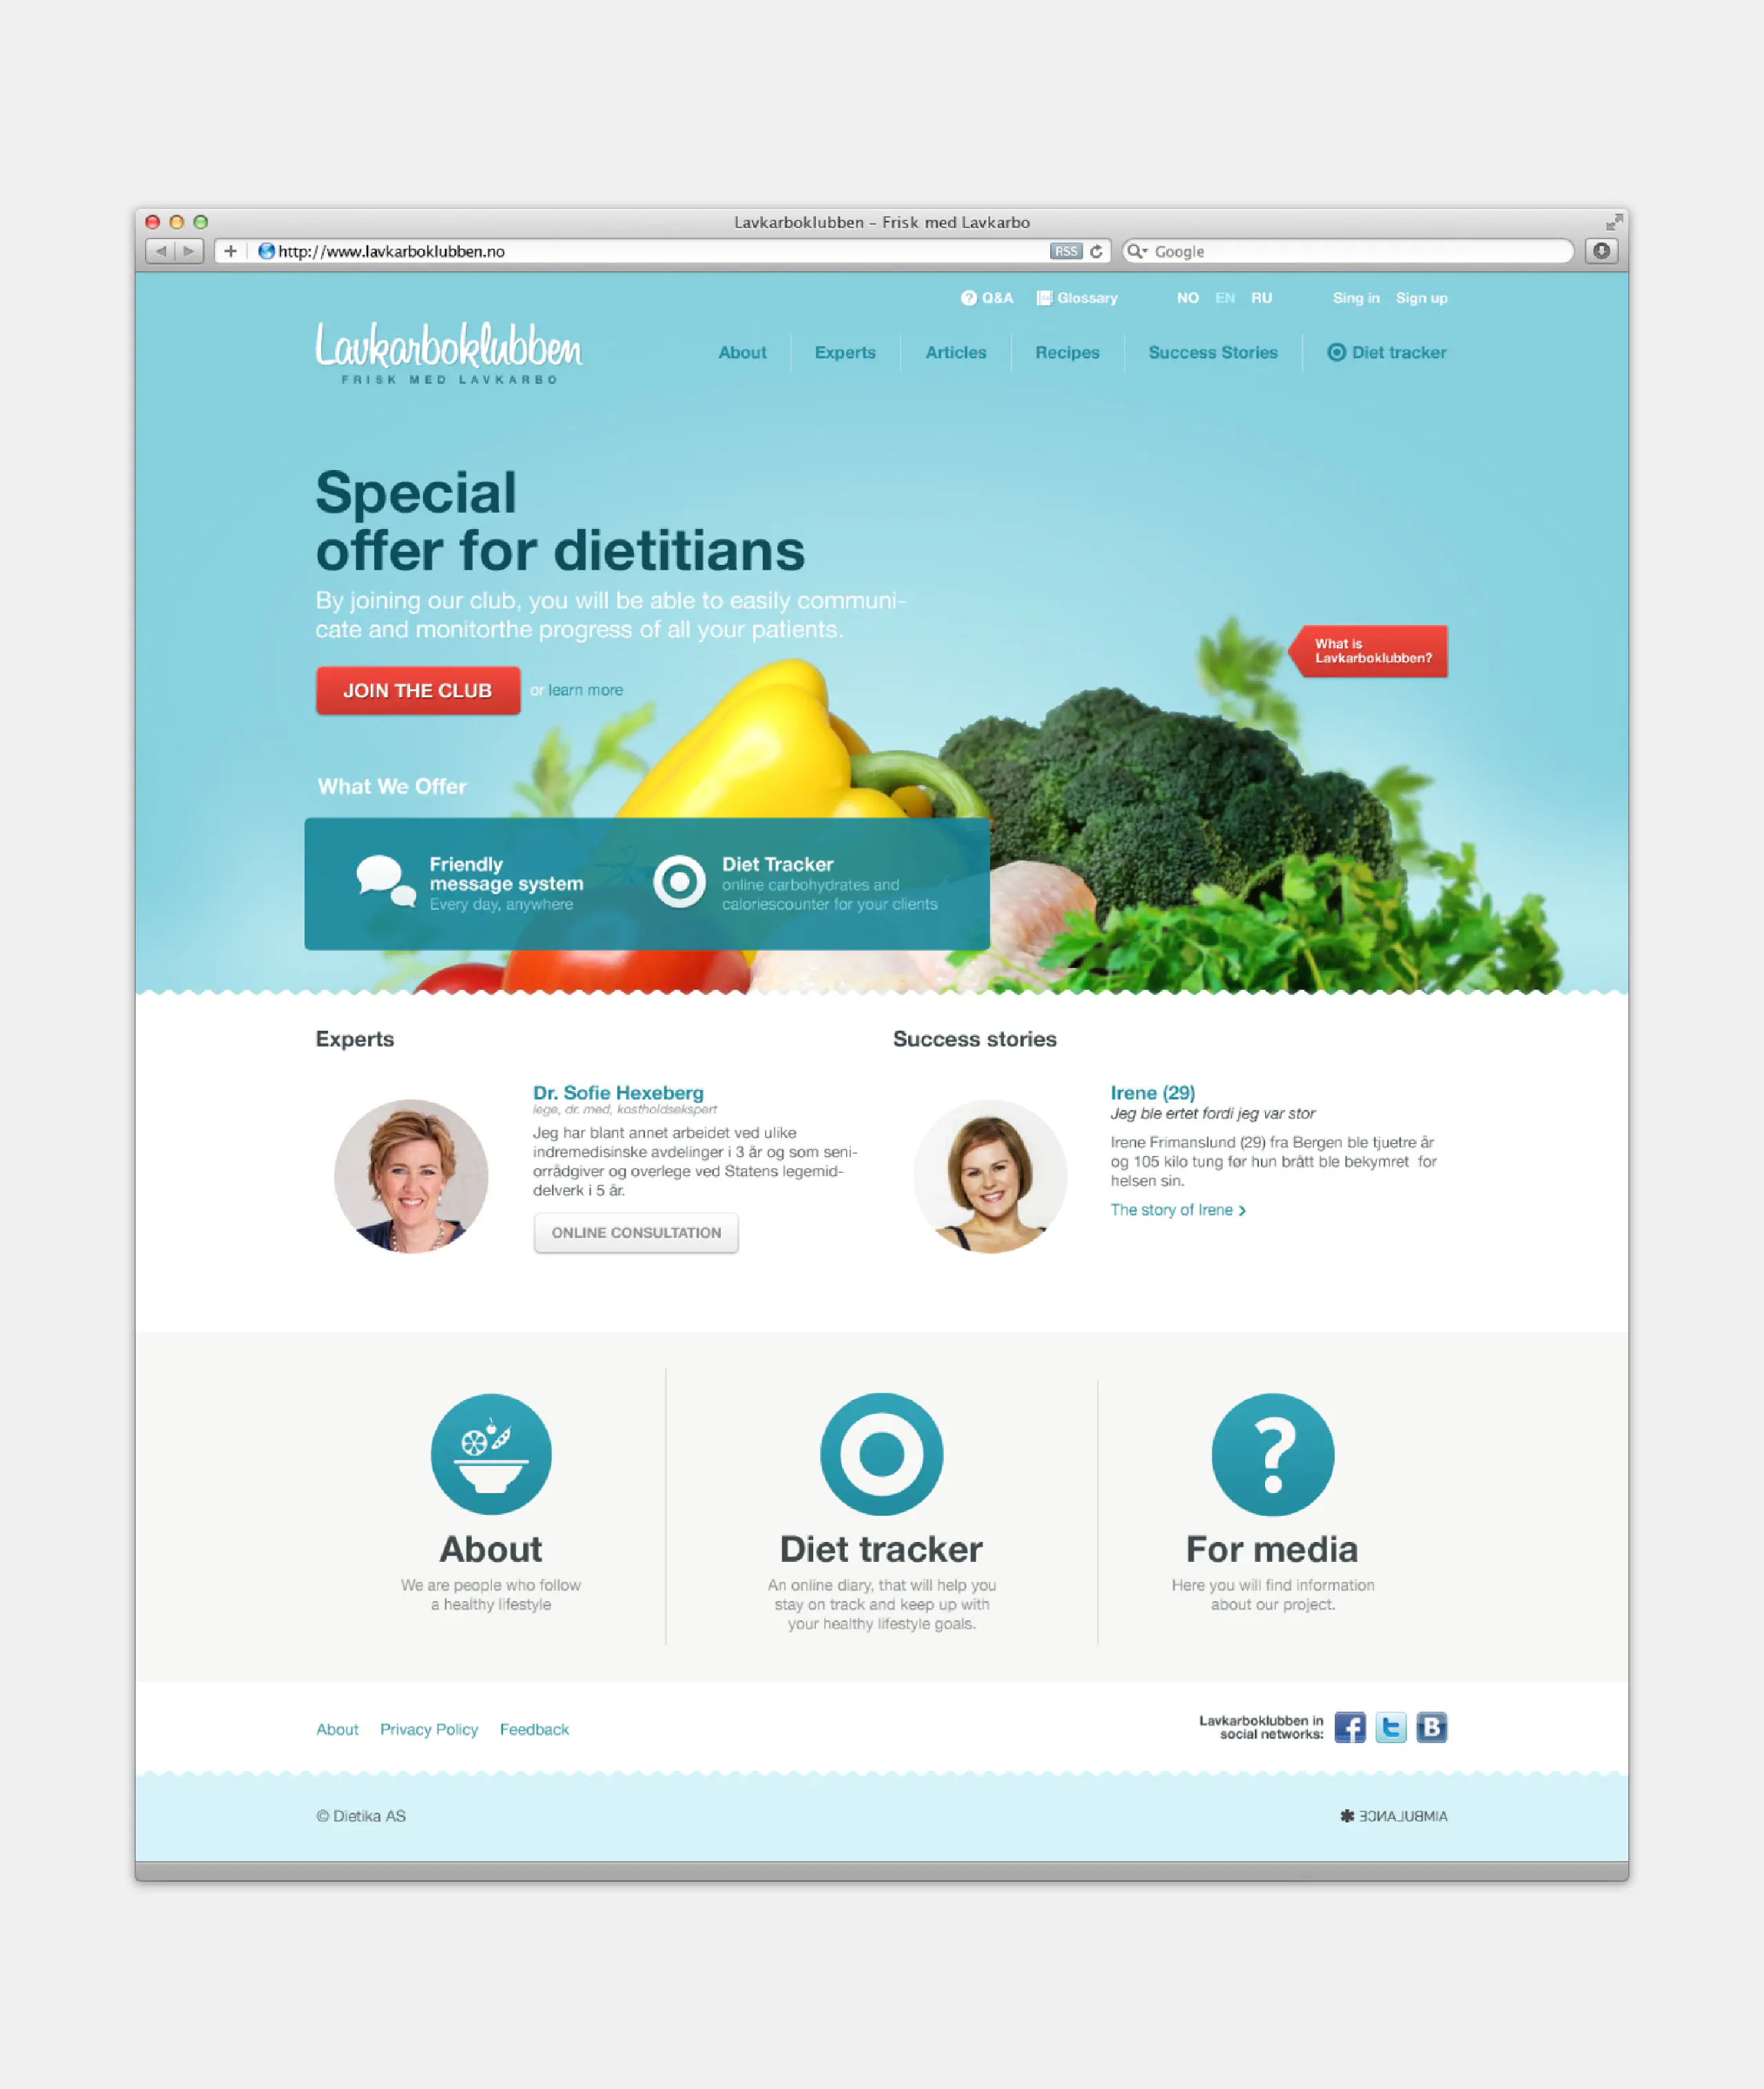 Lavkarboklubben – Frisk med Lavkarbo
http://www.lavkarboklubben.no
RSS
Google
Q&A
Glossary
NO EN RU
Sing in Sign up
Lavkarboklubben
FRISK MED LAVKARBO
About
Experts
Articles
Recipes
Success Stories
Diet tracker
Special
offer for dietitians
By joining our club, you will be able to easily communi-
cate and monitorthe progress of all your patients.
What is
Lavkarboklubben?
JOIN THE CLUB
or learn more
What We Offer
Friendly
message system
Every day, anywhere
Diet Tracker
online carbohydrates and
caloriescounter for your clients
Experts
Dr. Sofie Hexeberg
lege, dr. med, kostholdsekspert
Jeg har blant annet arbeidet ved ulike
indremedisinske avdelinger i 3 år og som seni-
orrådgiver og overlege ved Statens legemid-
delverk i 5 år.
ONLINE CONSULTATION
Success stories
Irene (29)
Jeg ble ertet fordi jeg var stor
Irene Frimanslund (29) fra Bergen ble tjuetre år
og 105 kilo tung før hun brått ble bekymret for
helsen sin.
The story of Irene
About
We are people who follow
a healthy lifestyle
Diet tracker
An online diary, that will help you
stay on track and keep up with
your healthy lifestyle goals.
For media
Here you will find information
about our project.
About Privacy Policy Feedback
Lavkarboklubben in
social networks:
© Dietika AS
AIMBULANCE